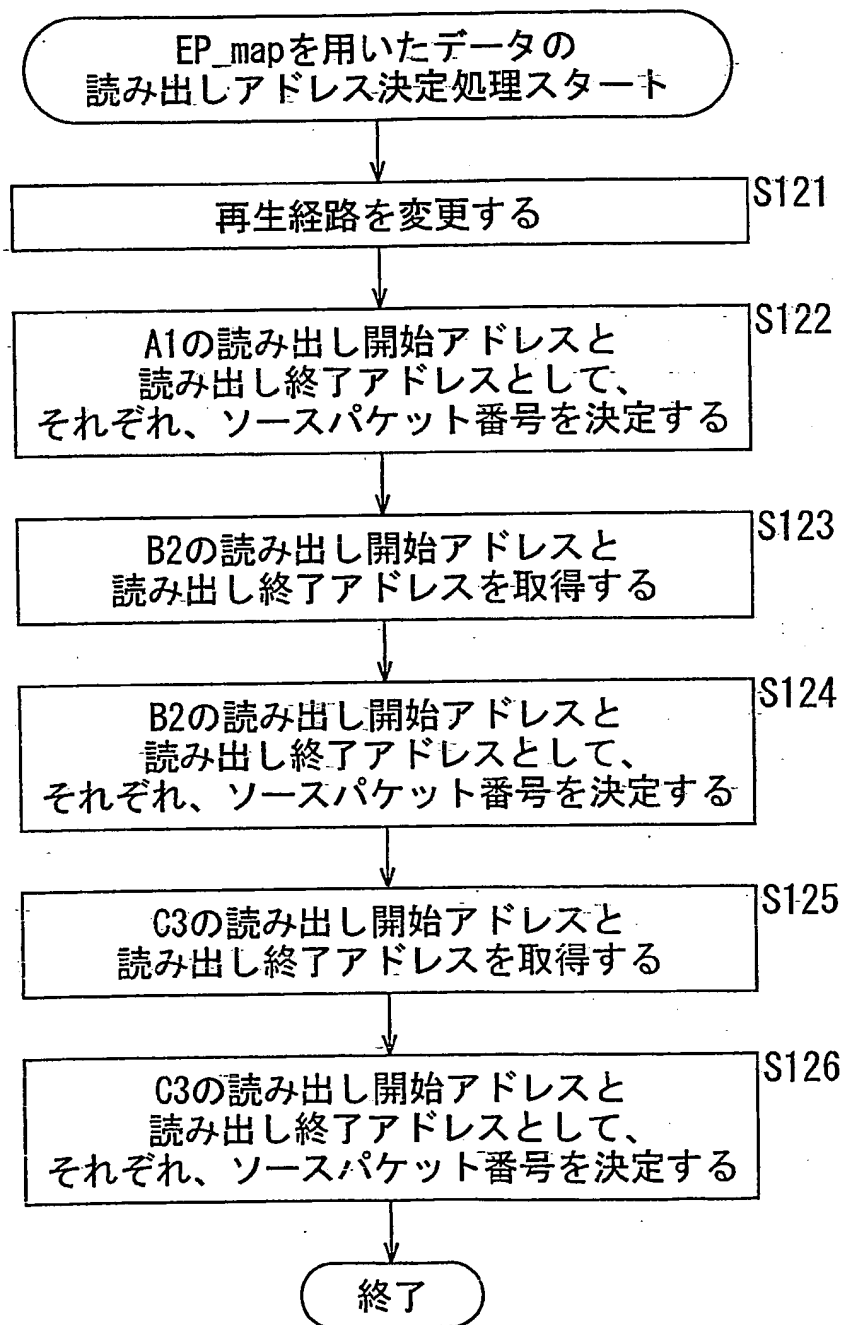 EP_mapを用いたデータの
読み出しアドレス決定処理スタート
S121
再生経路を変更する
S122
A1の読み出し開始アドレスと
読み出し終了アドレスとして、
それぞれ、ソースパケット番号を決定する
S123
B2の読み出し開始アドレスと
読み出し終了アドレスを取得する
S124
B2の読み出し開始アドレスと
読み出し終了アドレスとして、
それぞれ、ソースパケット番号を決定する
S125
C3の読み出し開始アドレスと
読み出し終了アドレスを取得する
S126
C3の読み出し開始アドレスと
読み出し終了アドレスとして、
それぞれ、ソースパケット番号を決定する
終了